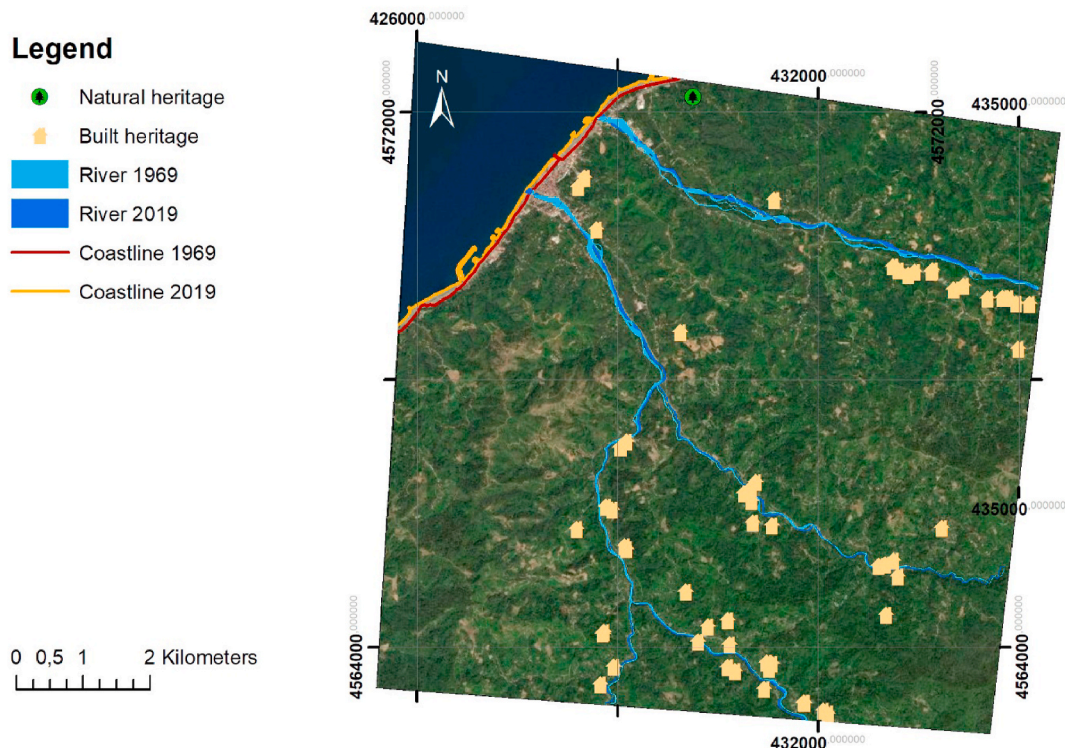 Legend
Natural heritage
Built heritage
River 1969
River 2019
Coastline 1969
Coastline 2019
0 0,5 1 2 Kilometers
426000,000000
N
4572000,000000
432000,000000
4572000,000000
435000,000000
435000,000000
4564000,000000
4564000,000000
432000,000000